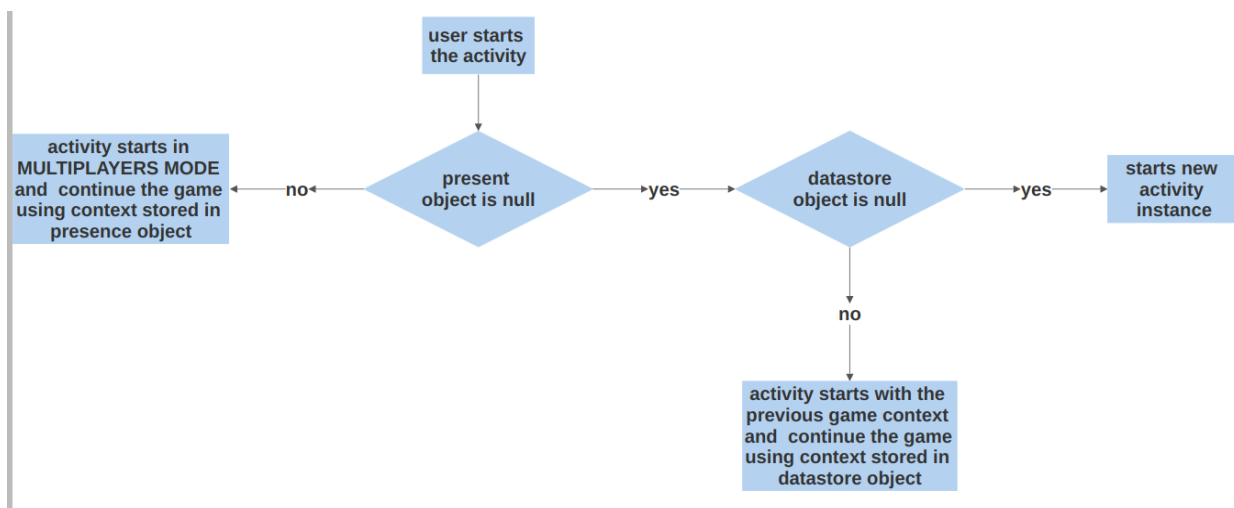 user starts
the activity
activity starts in
MULTIPLAYERS MODE
and  continue the game
using context stored in
presence object
no
present
object is null
yes
datastore
object is null
yes
starts new
activity
instance
no
activity starts with the
previous game context
and  continue the game
using context stored in
datastore object